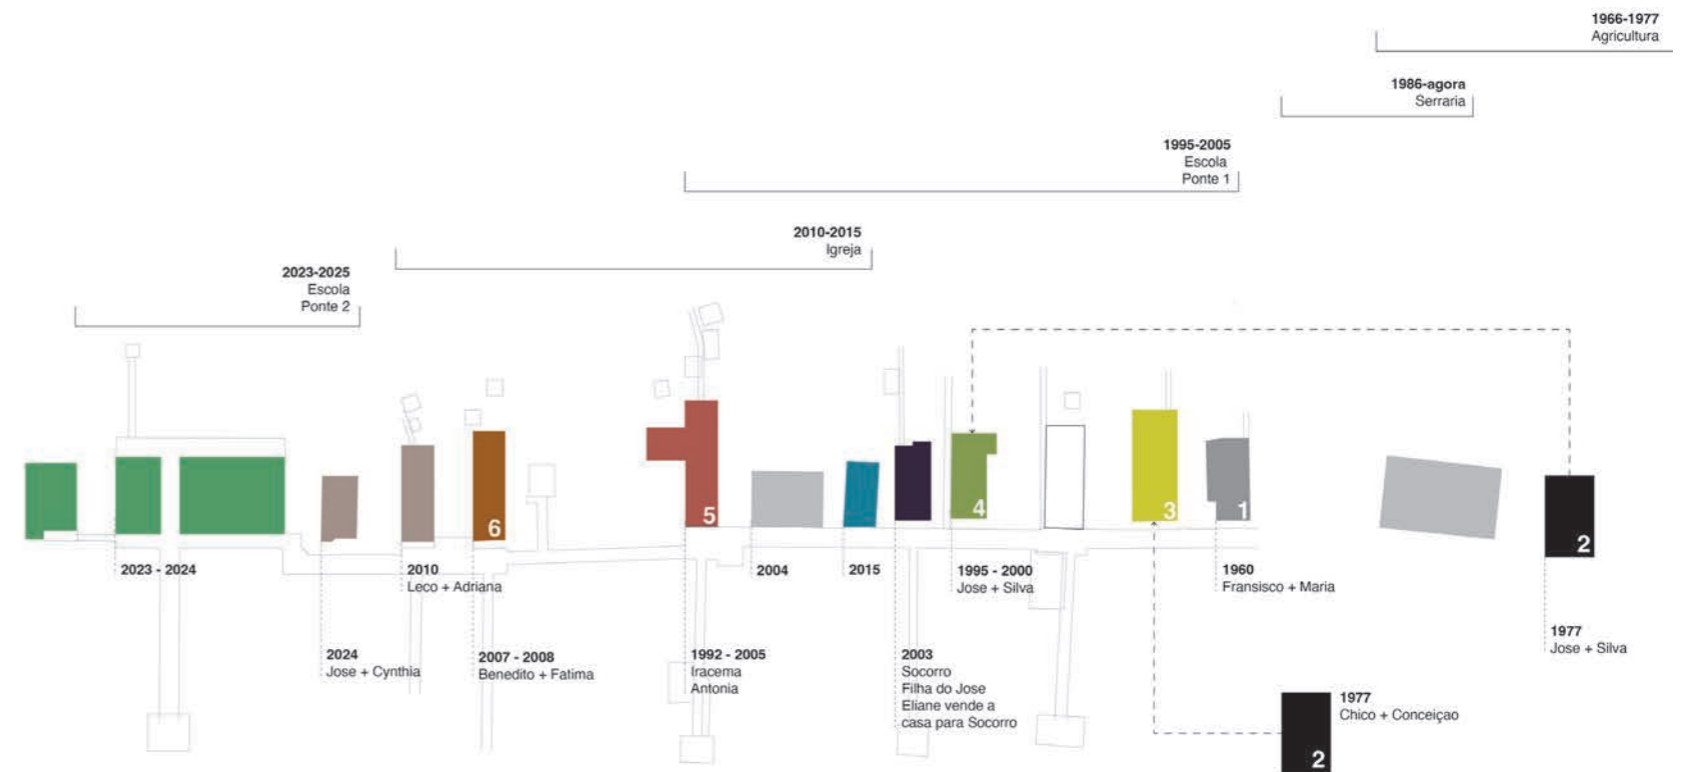 1966-1977
Agricultura
1986-agora
Serraria
1995-2005
Escola
Ponte 1
2010-2015
Igreja
2023-2025
Escola
Ponte 2
6
5
4
3
1
2
2023 - 2024
2010
Leco + Adriana
2004
2015
1995 - 2000
Jose + Silva
1960
Fransisco + Maria
2024
Jose + Cynthia
2007 - 2008
Benedito + Fatima
1992 - 2005
Iracema
Antonia
2003
Socorro
Filha do Jose
Eliane vende a
casa para Socorro
1977
Jose + Silva
1977
Chico + Conceiçao
2